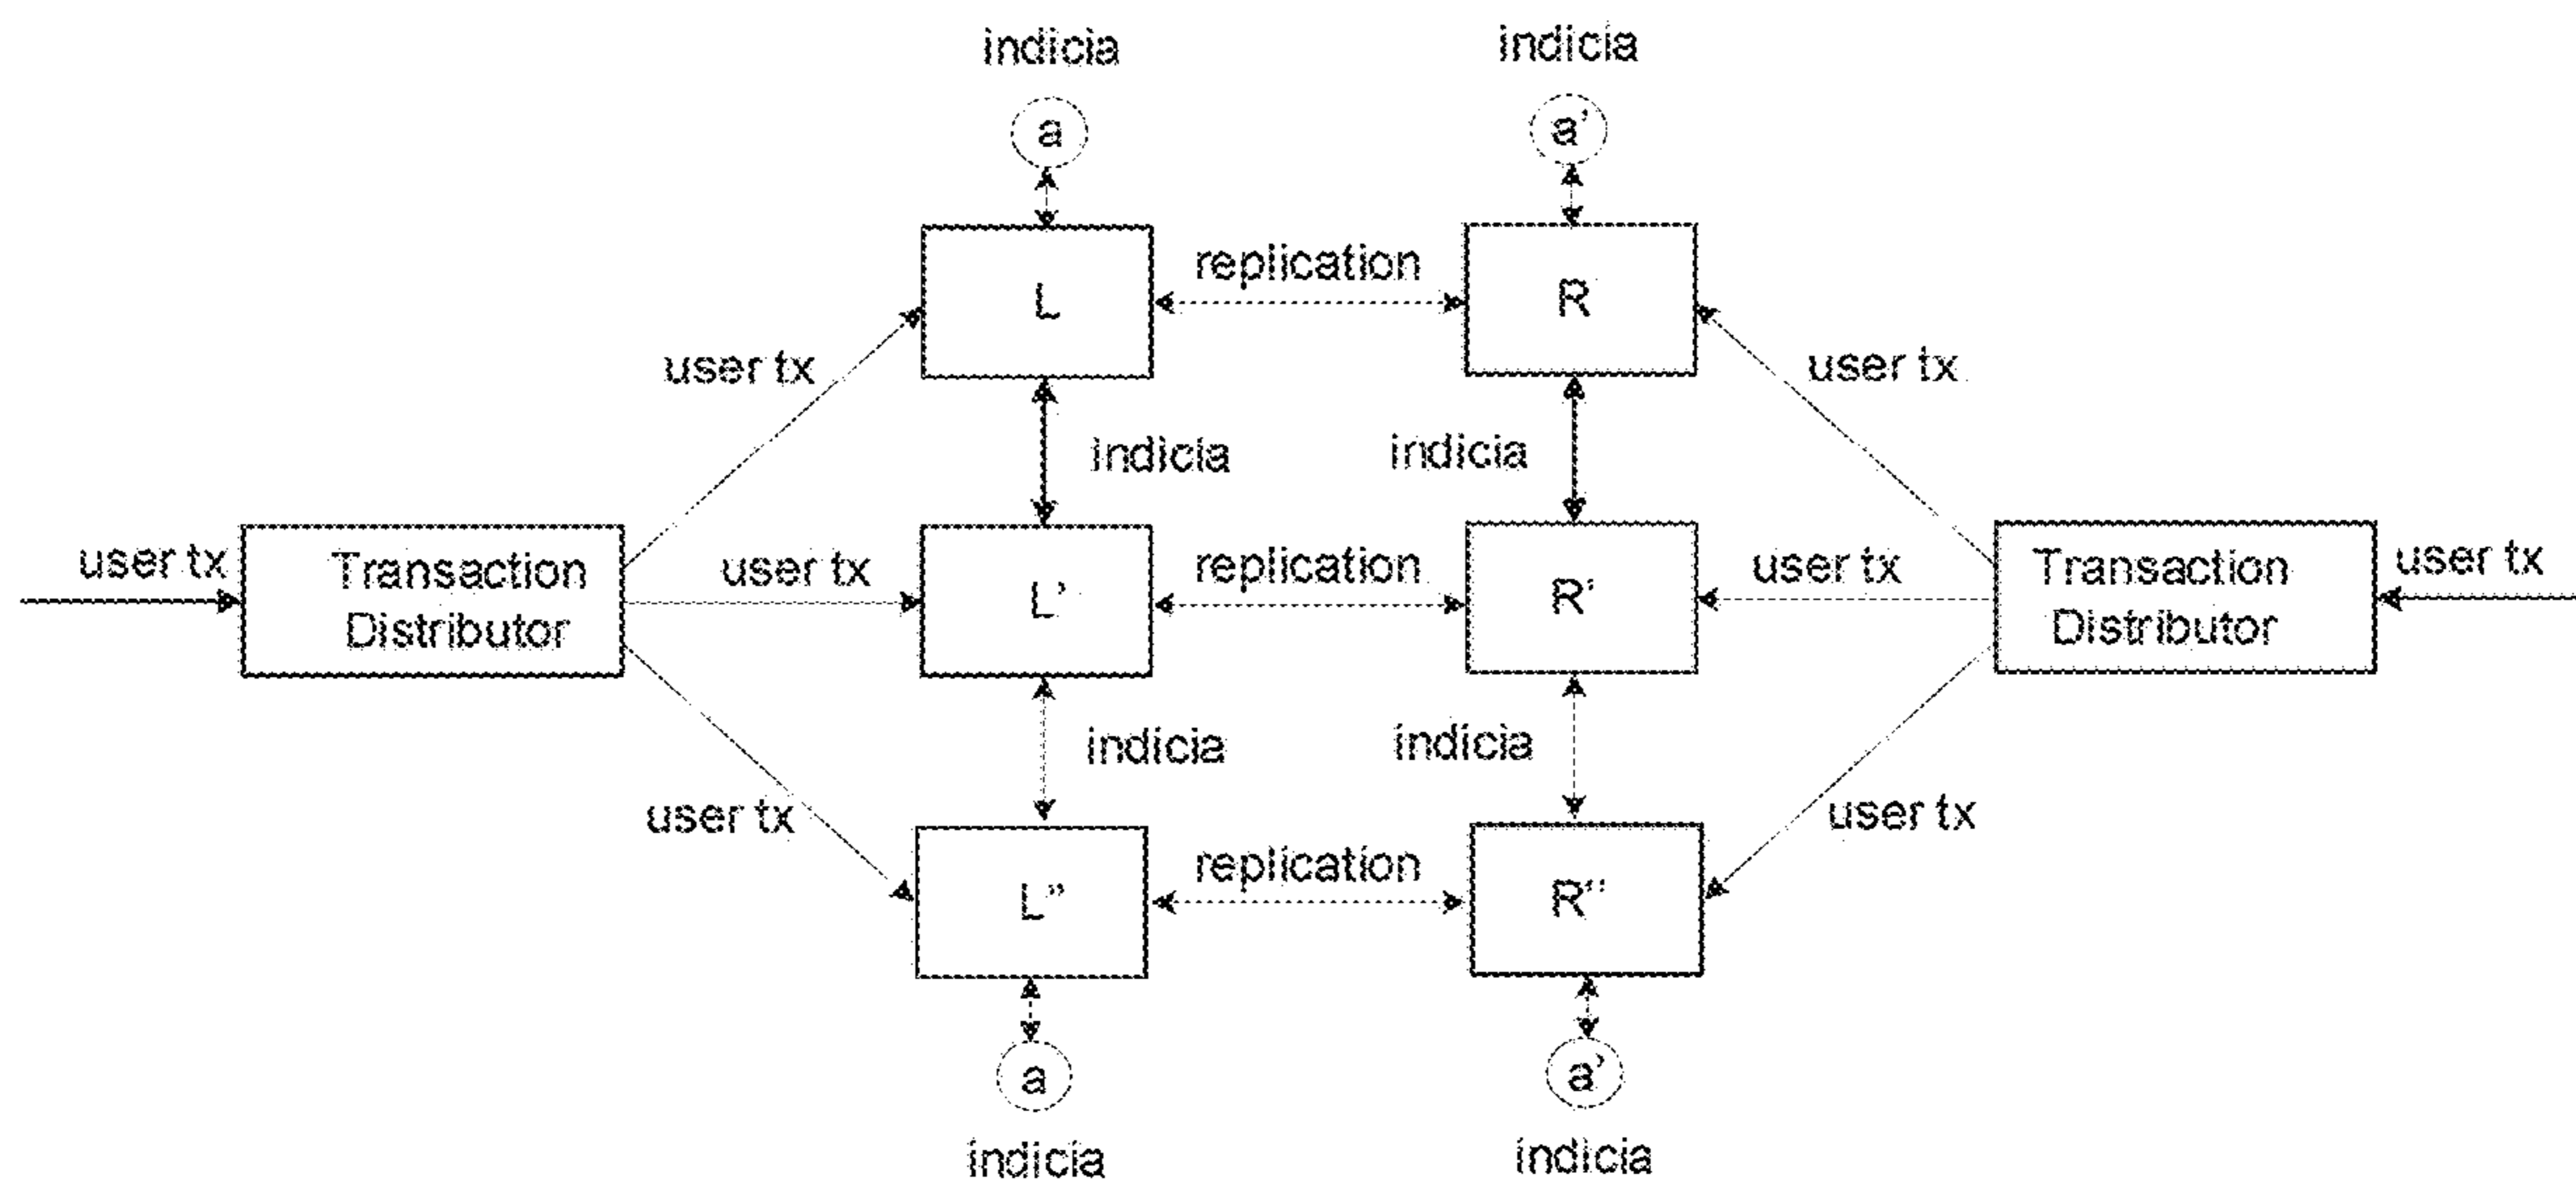 indicia
indicia
a
a’
L
replication
R
user tx
user tx
indicia
indicia
user tx
Transaction
Distributor
user tx
L’
replication
R’
user tx
Transaction
Distributor
user tx
indicia
indicia
user tx
L”
replication
R“
user tx
a
a’
indicia
indicia